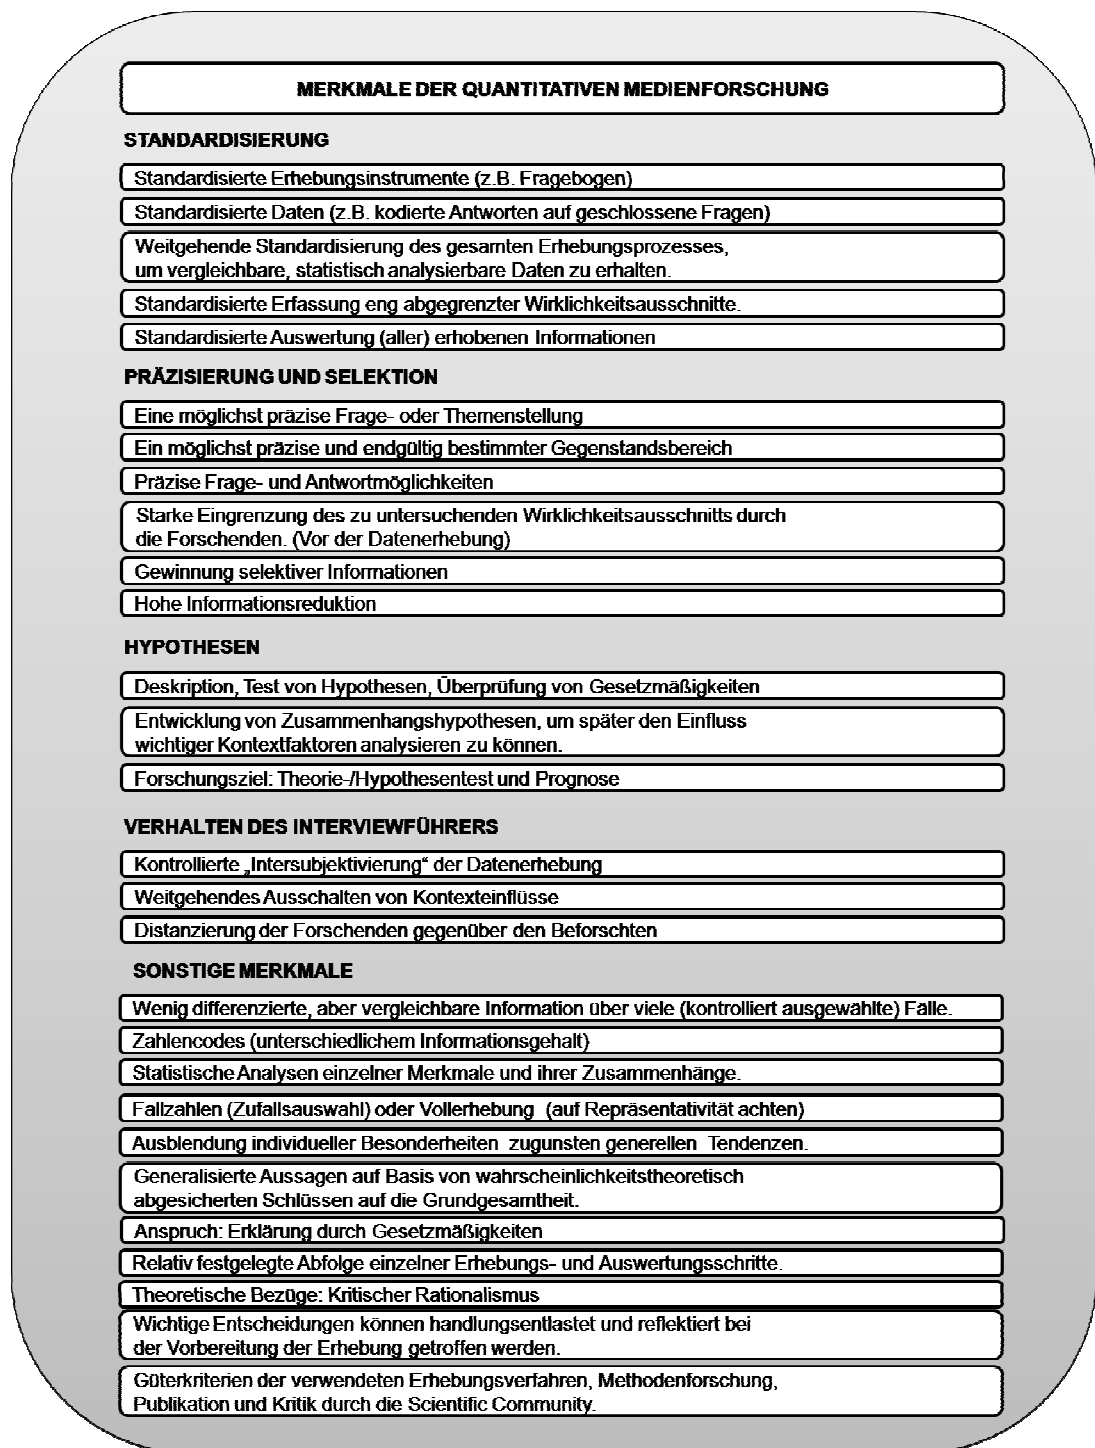 MERKMALE DER QUANTITATIVEN MEDIENFORSCHUNG
STANDARDISIERUNG
Standardisierte Erhebungsinstrumente (z.B. Fragebogen)
Standardisierte Daten (z.B. kodierte Antworten auf geschlossene Fragen)
Weitgehende Standardisierung des gesamten Erhebungsprozesses,
um vergleichbare, statistisch analysierbare Daten zu erhalten.
Standardisierte Erfassung eng abgegrenzter Wirklichkeitsausschnitte.
Standardisierte Auswertung (aller) erhobenen Informationen
PRÄZISIERUNG UND SELEKTION
Eine möglichst präzise Frage- oder Themenstellung
Ein möglichst präzise und endgültig bestimmter Gegenstandsbereich
Präzise Frage- und Antwortmöglichkeiten
Starke Eingrenzung des zu untersuchenden Wirklichkeitsausschnitts durch
die Forschenden. (Vor der Datenerhebung)
Gewinnung selektiver Informationen
Hohe Informationsreduktion
HYPOTHESEN
Deskription, Test von Hypothesen, Überprüfung von Gesetzmäßigkeiten
Entwicklung von Zusammenhangshypothesen, um später den Einfluss
wichtiger Kontextfaktoren analysieren zu können.
Forschungsziel: Theorie-/Hypothesentest und Prognose
VERHALTEN DES INTERVIEWFÜHRERS
Kontrollierte „Intersubjektivierung“ der Datenerhebung
Weitgehendes Ausschalten von Kontexteinflüsse
Distanzierung der Forschenden gegenüber den Beforschten
SONSTIGE MERKMALE
Wenig differenzierte, aber vergleichbare Information über viele (kontrolliert ausgewählte) Fälle.
Zahlencodes (unterschiedlichem Informationsgehalt)
Statistische Analysen einzelner Merkmale und ihrer Zusammenhänge.
Fallzahlen (Zufallsauswahl) oder Vollerhebung (auf Repräsentativität achten)
Ausblendung individueller Besonderheiten zugunsten generellen Tendenzen.
Generalisierte Aussagen auf Basis von wahrscheinlichkeitstheoretisch
abgesicherten Schlüssen auf die Grundgesamtheit.
Anspruch: Erklärung durch Gesetzmäßigkeiten
Relativ festgelegte Abfolge einzelner Erhebungs- und Auswertungsschritte.
Theoretische Bezüge: Kritischer Rationalismus
Wichtige Entscheidungen können handlungsentlastet und reflektiert bei
der Vorbereitung der Erhebung getroffen werden.
Güterkriterien der verwendeten Erhebungsverfahren, Methodenforschung,
Publikation und Kritik durch die Scientific Community.